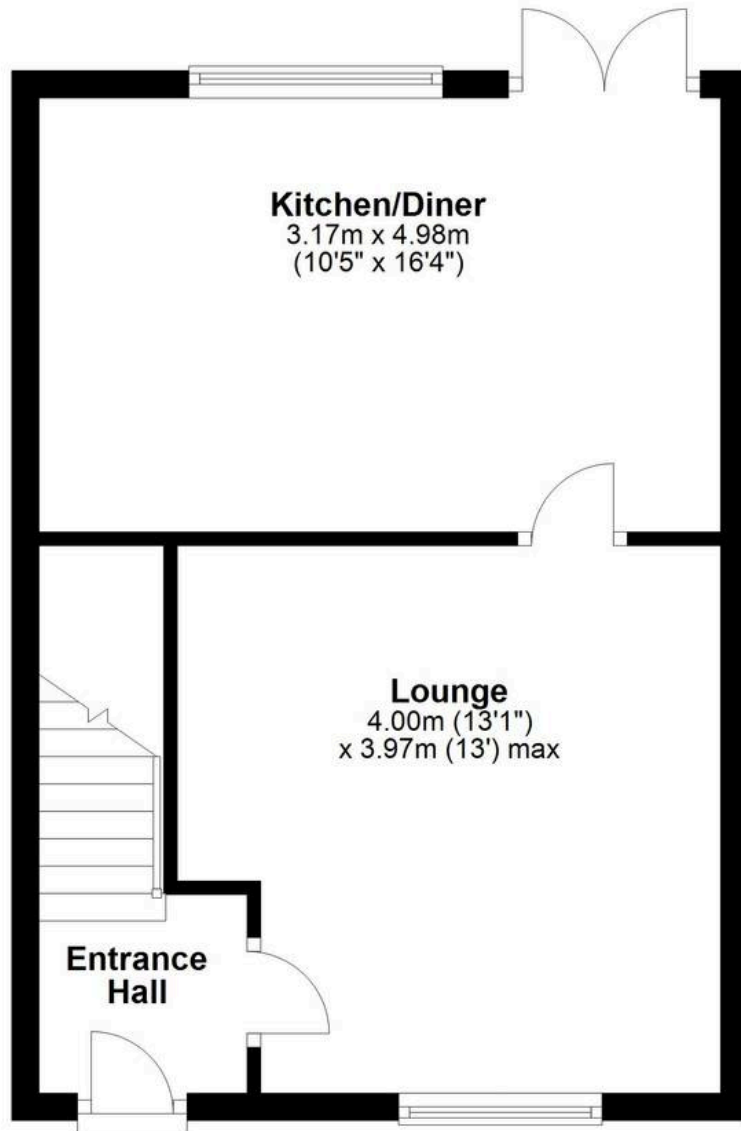 Kitchen/Diner
3.17m x 4.98m
(10'5" x 16'4")
Lounge
4.00m (13'1")
x 3.97m (13') max
Entrance
Hall